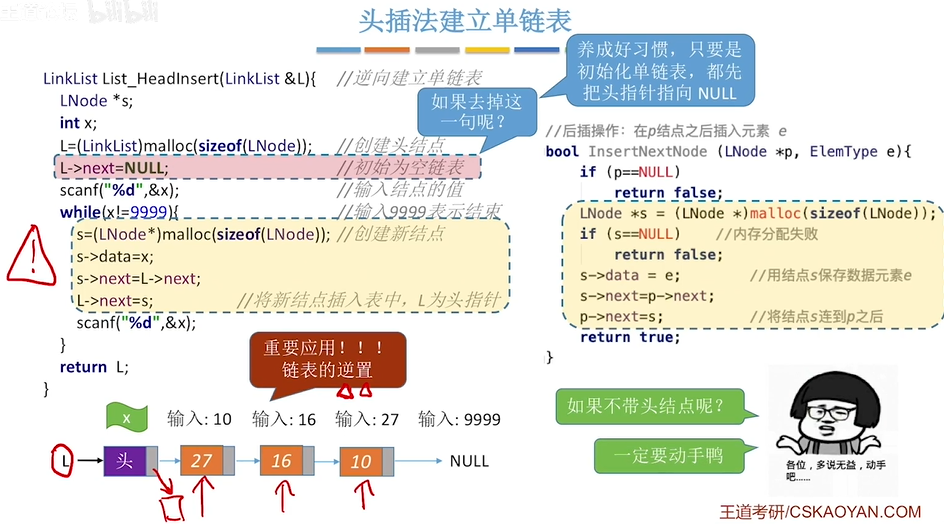 bilibili
头插法建立单链表
LinkList List_HeadInsert(LinkList &L){ //逆向建立单链表
LNode *s;
int x;
L=(LinkList)malloc(sizeof(LNode)); //创建头结点
L->next=NULL; //初始为空链表
scanf("%d",&x); //输入结点的值
while(x!=9999){ //输入9999表示结束
s=(LNode*)malloc(sizeof(LNode)); //创建新结点
s->data=x;
s->next=L->next;
L->next=s; //将新结点插入表中，L为头指针
scanf("%d",&x);
}
return L;
}
如果去掉这
一句呢？
养成好习惯，只要是
初始化单链表，都先
把头指针指向 NULL
//后插操作：在p结点之后插入元素 e
bool InsertNextNode (LNode *p, ElemType e){
if (p==NULL)
return false;
LNode *s = (LNode *)malloc(sizeof(LNode));
if (s==NULL) //内存分配失败
return false;
s->data = e; //用结点s保存数据元素e
s->next=p->next;
p->next=s; //将结点s连到p之后
return true;
}
!
重要应用！！！
链表的逆置
x 输入: 10 输入: 16 输入: 27 输入: 9999
L 头 27 16 10 NULL
如果不带头结点呢？
一定要动手鸭
各位，多说无益，动手
吧......
王道考研/CSKAOYAN.COM